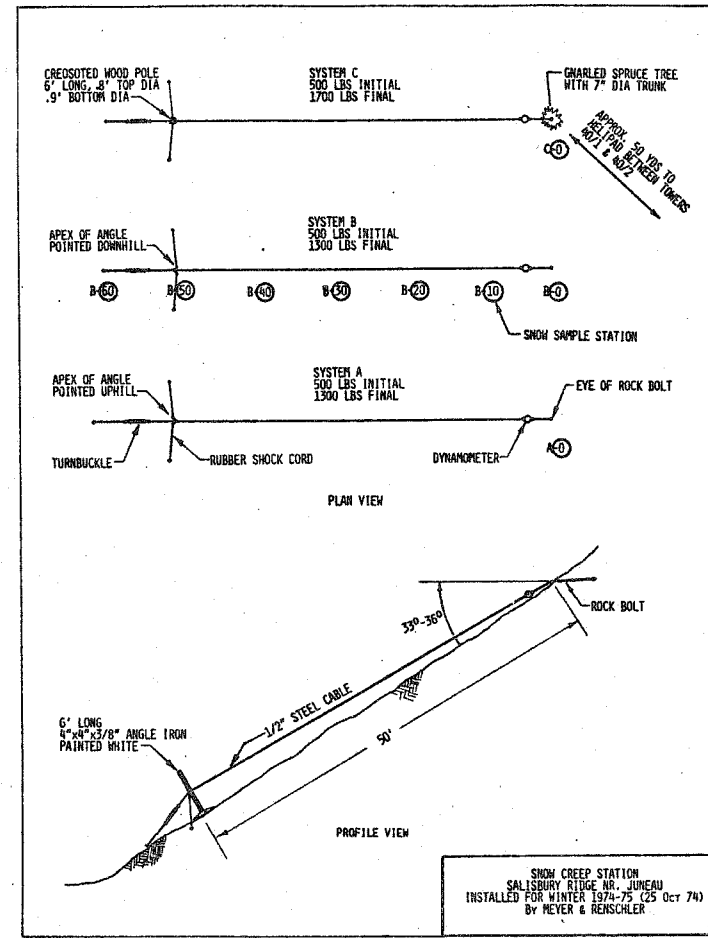 CREOSOTED WOOD POLE
6' LONG, .8' TOP DIA
.9' BOTTOM DIA
SYSTEM C
500 LBS INITIAL
1700 LBS FINAL
GNARLED SPRUCE TREE
WITH 7" DIA TRUNK
C-0
APPROX. 50 YDS TO
HELIPAD BETWEEN TOWERS
40/1 & 40/2
APEX OF ANGLE
POINTED DOWNHILL
SYSTEM B
500 LBS INITIAL
1300 LBS FINAL
B-60 B-50 B-40 B-30 B-20 B-10 B-0
SNOW SAMPLE STATION
APEX OF ANGLE
POINTED UPHILL
SYSTEM A
500 LBS INITIAL
1300 LBS FINAL
EYE OF ROCK BOLT
TURNBUCKLE
RUBBER SHOCK CORD
DYNAMOMETER
A-0
PLAN VIEW
33°-36°
ROCK BOLT
1/2" STEEL CABLE
50'
6' LONG
4"x4"x3/8" ANGLE IRON
PAINTED WHITE
PROFILE VIEW
SNOW CREEP STATION
SALISBURY RIDGE NR. JUNEAU
INSTALLED FOR WINTER 1974-75 (25 OCT 74)
BY MEYER & RENSCHLER